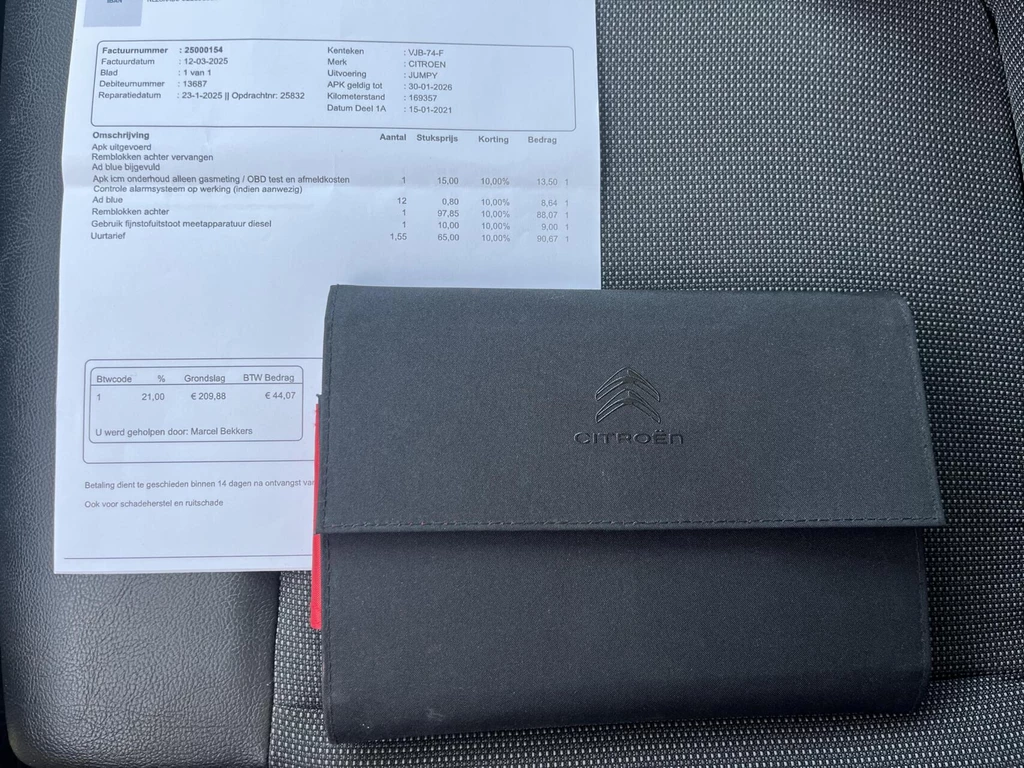 Factuurnummer : 25000154 Kenteken : VJB-74-F
Factuurdatum : 12-03-2025 Merk : CITROEN
Blad : 1 van 1 Uitvoering : JUMPY
Debiteumummer : 13687 APK geldig tot : 30-01-2026
Reparatiedatum : 23-1-2025 || Opdrachtnr: 25832 Kilometerstand : 169357
Datum Deel 1A : 15-01-2021
Omschrijving Aantal Stuksprijs Korting Bedrag
Apk uitgevoerd
Remblokken achter vervangen
Ad blue bijgevuld
Apk icm onderhoud alleen gasmeting / OBD test en afmeldkosten 1 15,00 10,00% 13,50 1
Controle alarmsysteem op werking (indien aanwezig)
Ad blue 12 0,80 10,00% 8,64 1
Remblokken achter 1 97,85 10,00% 88,07 1
Gebruik fijnstofuitstoot meetapparatuur diesel 1 10,00 10,00% 9,00 1
Uurtarief 1,55 65,00 10,00% 90,67 1
Btwcode % Grondslag BTW Bedrag
1 21,00 € 209,88 € 44,07
U werd geholpen door: Marcel Bekkers
Betaling dient te geschieden binnen 14 dagen na ontvangst
Ook voor schadeherstel en ruitschade
CITROËN